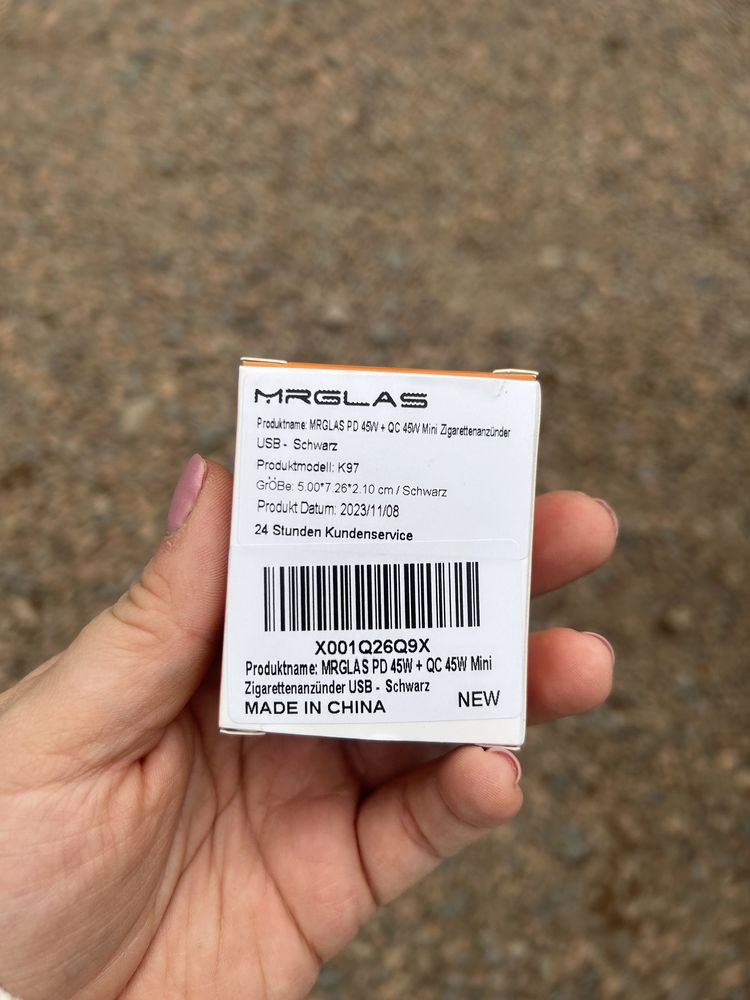 MRGLAS
Produktname: MRGLAS PD 45W + QC 45W Mini Zigarettenanzünder
USB - Schwarz
Produktmodell: K97
GrÖBe: 5.00*7.26*2.10 cm / Schwarz
Produkt Datum: 2023/11/08
24 Stunden Kundenservice
X001Q26Q9X
Produktname: MRGLAS PD 45W + QC 45W Mini
Zigarettenanzünder USB - Schwarz
MADE IN CHINA NEW